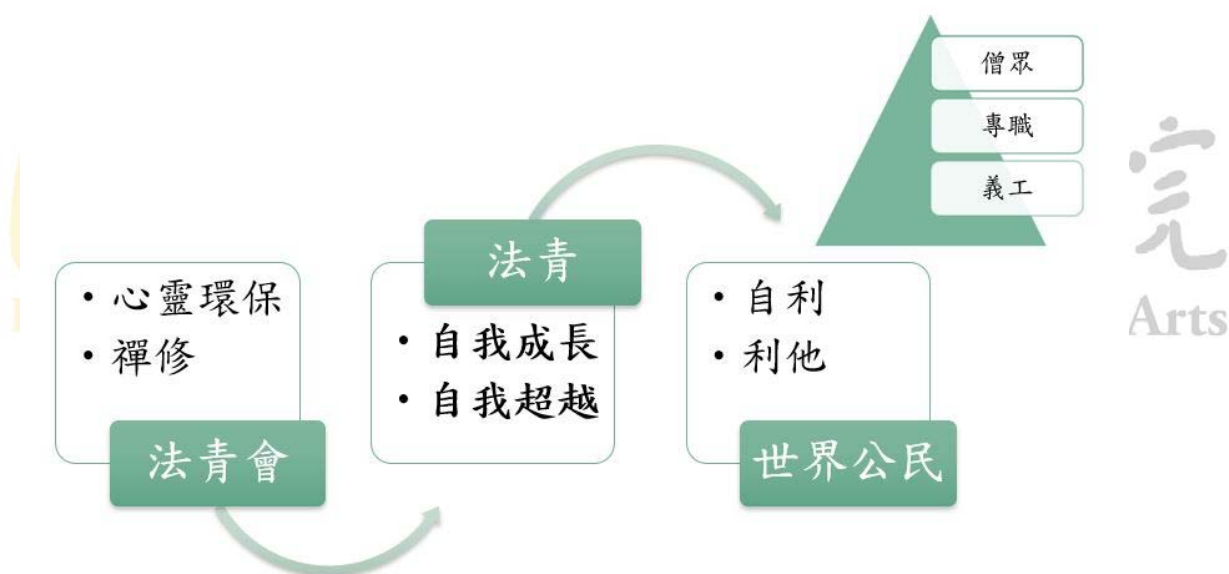 僧眾
專職
義工
• 心靈環保
• 禪修
法青會
法青
• 自我成長
• 自我超越
• 自利
• 利他
世界公民
Arts